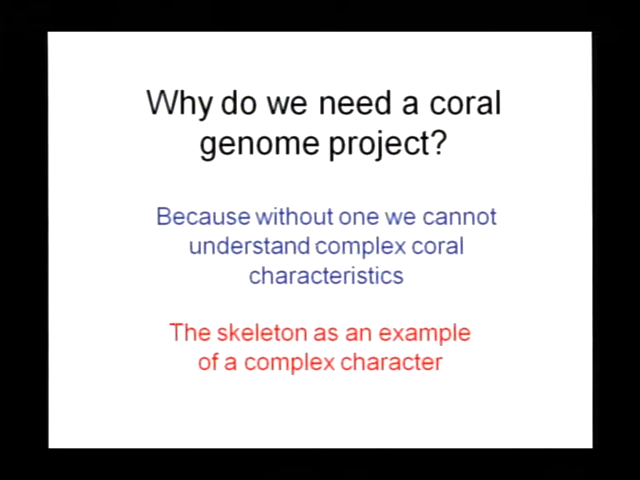 Why do we need a coral
genome project?
Because without one we cannot
understand complex coral
characteristics
The skeleton as an example
of a complex character